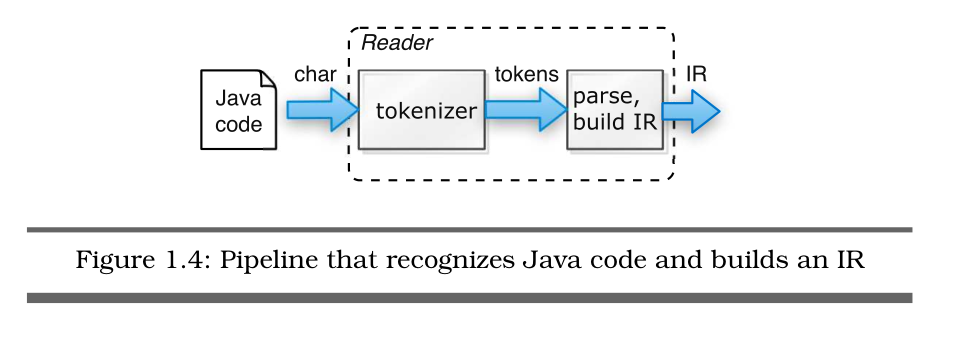 Reader
char
tokens
IR
Java
code
tokenizer
parse,
build IR
Figure 1.4: Pipeline that recognizes Java code and builds an IR